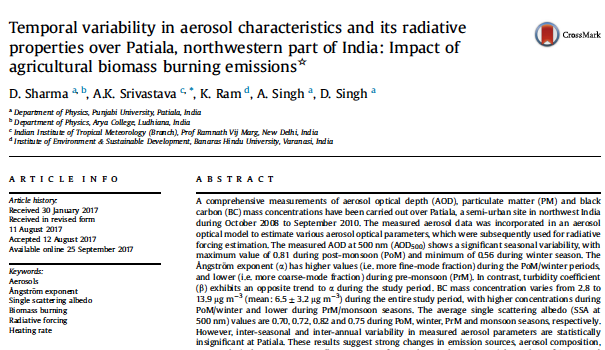 Temporal variability in aerosol characteristics and its radiative
properties over Patiala, northwestern part of India: Impact of
agricultural biomass burning emissions☆
CrossMark
D. Sharma a, b, A.K. Srivastava c, *, K. Ram d, A. Singh a, D. Singh a
a Department of Physics, Punjabi University, Patiala, India
b Department of Physics, Arya College, Ludhiana, India
c Indian Institute of Tropical Meteorology (Branch), Prof Ramnath Vij Marg, New Delhi, India
d Institute of Environment & Sustainable Development, Banaras Hindu University, Varanasi, India
ARTICLE INFO
Article history:
Received 30 January 2017
Received in revised form
11 August 2017
Accepted 12 August 2017
Available online 25 September 2017
Keywords:
Aerosols
Ångström exponent
Single scattering albedo
Biomass burning
Radiative forcing
Heating rate
ABSTRACT
A comprehensive measurements of aerosol optical depth (AOD), particulate matter (PM) and black
carbon (BC) mass concentrations have been carried out over Patiala, a semi-urban site in northwest India
during October 2008 to September 2010. The measured aerosol data was incorporated in an aerosol
optical model to estimate various aerosol optical parameters, which were subsequently used for radiative
forcing estimation. The measured AOD at 500 nm (AOD500) shows a significant seasonal variability, with
maximum value of 0.81 during post-monsoon (PoM) and minimum of 0.56 during winter season. The
Ångström exponent (α) has higher values (i.e. more fine-mode fraction) during the PoM/winter periods,
and lower (i.e. more coarse-mode fraction) during pre-monsoon (PrM). In contrast, turbidity coefficient
(β) exhibits an opposite trend to α during the study period. BC mass concentration varies from 2.8 to
13.9 μg m−3 (mean: 6.5 ± 3.2 μg m−3) during the entire study period, with higher concentrations during
PoM/winter and lower during PrM/monsoon seasons. The average single scattering albedo (SSA at
500 nm) values are 0.70, 0.72, 0.82 and 0.75 during PoM, winter, PrM and monsoon seasons, respectively.
However, inter-seasonal and inter-annual variability in measured aerosol parameters are statistically
insignificant at Patiala. These results suggest strong changes in emission sources, aerosol composition,